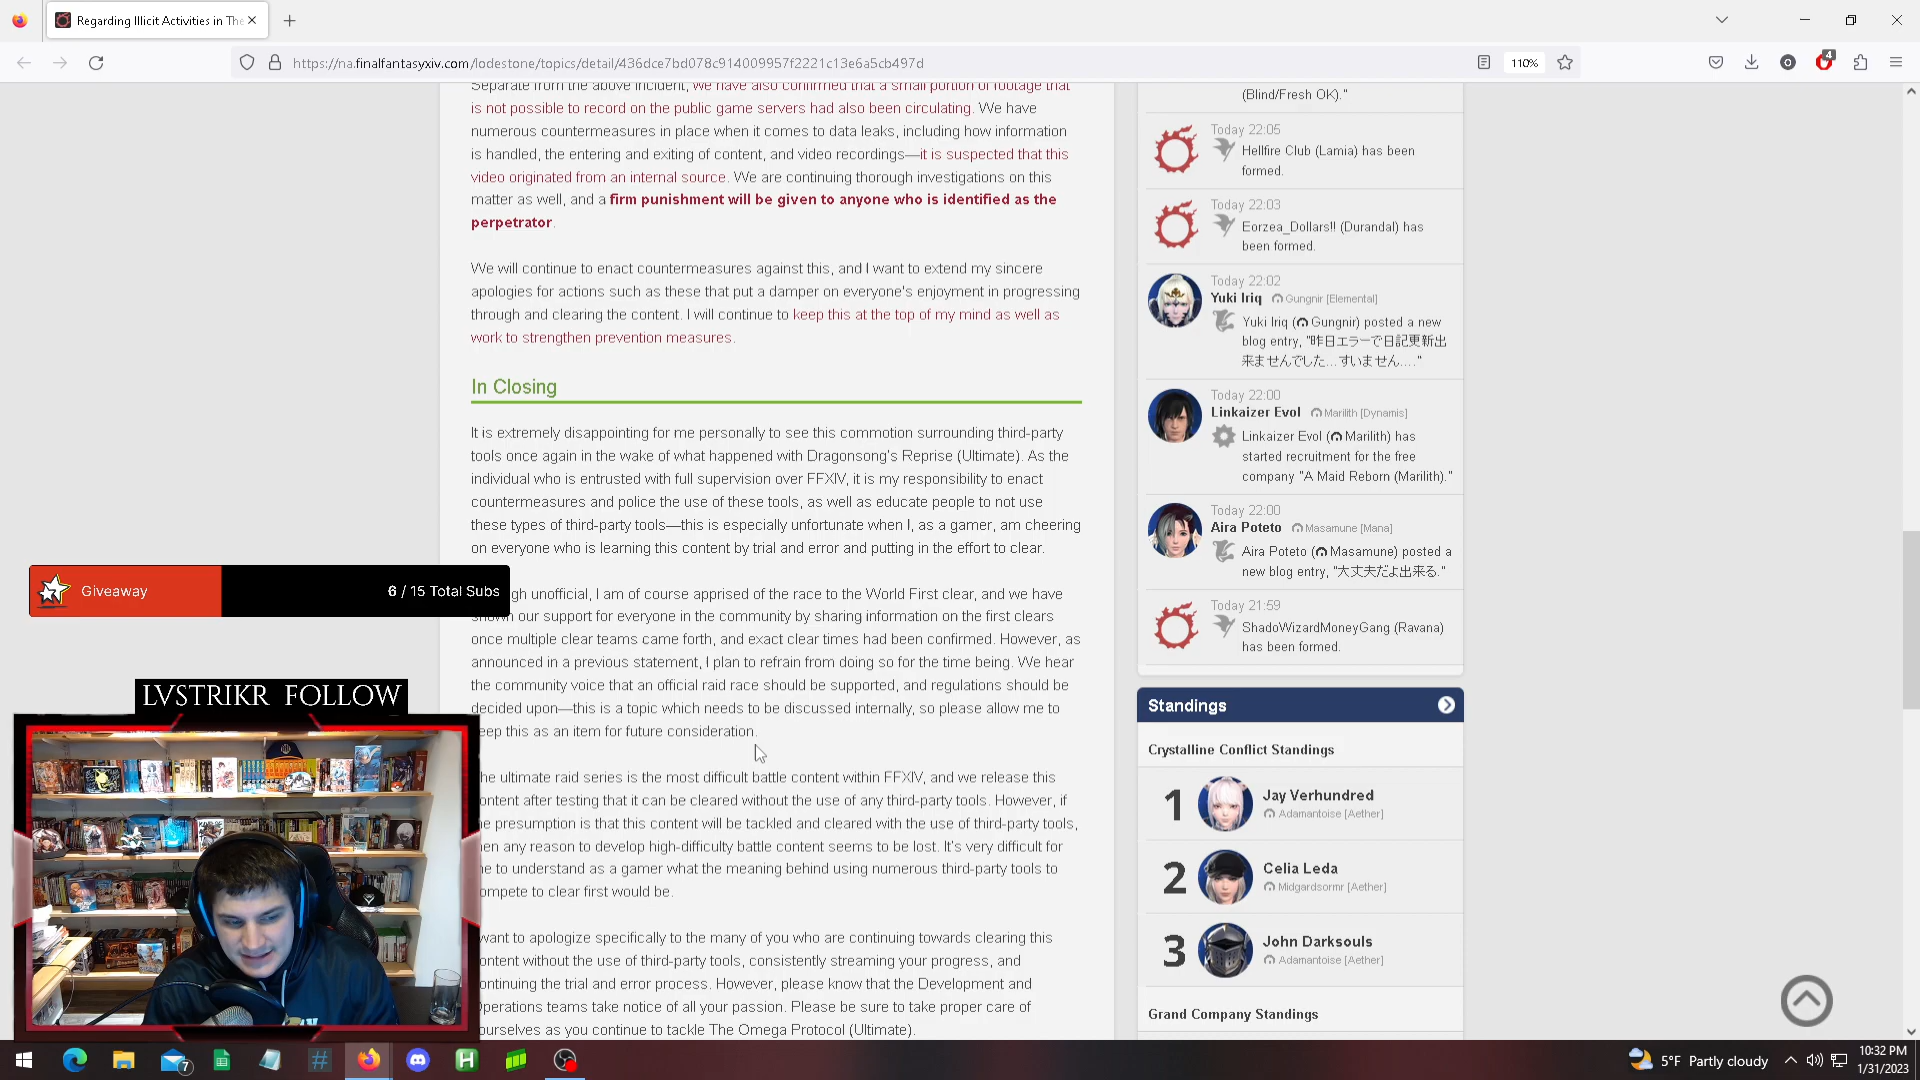 Regarding Illicit Activities in The
https://na.finalfantasyxiv.com/lodestone/topics/detail/436dce7bd078c914009957f2221c13e6a5cb497d
110%
4
Separate from the above incident, we have also confirmed that a small portion of footage that
is not possible to record on the public game servers had also been circulating. We have
numerous countermeasures in place when it comes to data leaks, including how information
is handled, the entering and exiting of content, and video recordings—it is suspected that this
video originated from an internal source. We are continuing thorough investigations on this
matter as well, and a firm punishment will be given to anyone who is identified as the
perpetrator.
We will continue to enact countermeasures against this, and I want to extend my sincere
apologies for actions such as these that put a damper on everyone's enjoyment in progressing
through and clearing the content. I will continue to keep this at the top of my mind as well as
work to strengthen prevention measures.
In Closing
It is extremely disappointing for me personally to see this commotion surrounding third-party
tools once again in the wake of what happened with Dragonsong's Reprise (Ultimate). As the
individual who is entrusted with full supervision over FFXIV, it is my responsibility to enact
countermeasures and police the use of these tools, as well as educate people to not use
these types of third-party tools—this is especially unfortunate when I, as a gamer, am cheering
on everyone who is learning this content by trial and error and putting in the effort to clear.
gh unofficial, I am of course apprised of the race to the World First clear, and we have
shown our support for everyone in the community by sharing information on the first clears
once multiple clear teams came forth, and exact clear times had been confirmed. However, as
announced in a previous statement, I plan to refrain from doing so for the time being. We hear
the community voice that an official raid race should be supported, and regulations should be
decided upon—this is a topic which needs to be discussed internally, so please allow me to
eep this as an item for future consideration.
he ultimate raid series is the most difficult battle content within FFXIV, and we release this
ontent after testing that it can be cleared without the use of any third-party tools. However, if
he presumption is that this content will be tackled and cleared with the use of third-party tools,
hen any reason to develop high-difficulty battle content seems to be lost. It's very difficult for
me to understand as a gamer what the meaning behind using numerous third-party tools to
ompete to clear first would be.
want to apologize specifically to the many of you who are continuing towards clearing this
ontent without the use of third-party tools, consistently streaming your progress, and
ontinuing the trial and error process. However, please know that the Development and
Operations teams take notice of all your passion. Please be sure to take proper care of
ourselves as you continue to tackle The Omega Protocol (Ultimate).
(Blind/Fresh OK)."
Today 22:05
Hellfire Club (Lamia) has been
formed.
Today 22:03
Eorzea_Dollars!! (Durandal) has
been formed.
Today 22:02
Yuki Iriq Gungnir [Elemental]
Yuki Iriq (Gungnir) posted a new
blog entry, "昨日エラーで日記更新出
来ませんでした…すいません…."
Today 22:00
Linkaizer Evol Marilith [Dynamis]
Linkaizer Evol (Marilith) has
started recruitment for the free
company "A Maid Reborn (Marilith)."
Today 22:00
Aira Poteto Masamune [Mana]
Aira Poteto (Masamune) posted a
new blog entry, "大丈夫だよ出来る."
Today 21:59
ShadoWizardMoneyGang (Ravana)
has been formed.
Standings
Crystalline Conflict Standings
1 Jay Verhundred
Adamantoise [Aether]
2 Celia Leda
Midgardsormr [Aether]
3 John Darksouls
Adamantoise [Aether]
Grand Company Standings
Giveaway 6 / 15 Total Subs
LVSTRIKR FOLLOW
7
5°F Partly cloudy
10:32 PM
1/31/2023